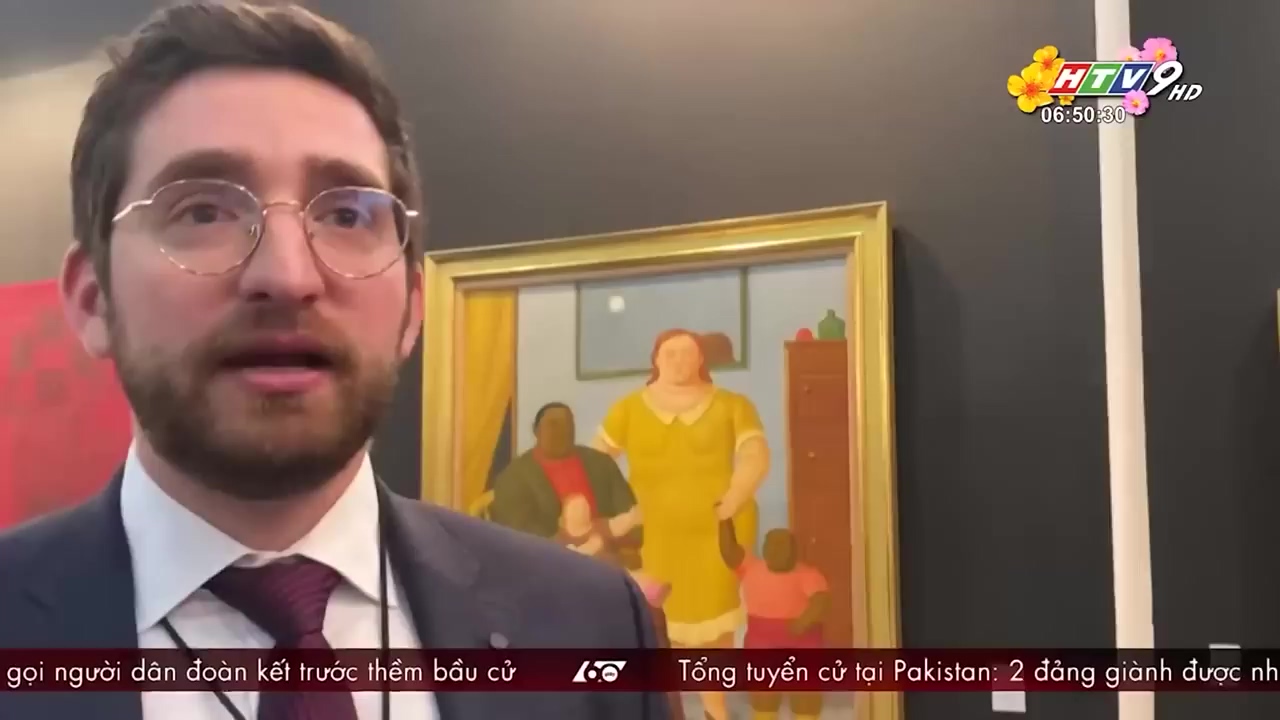 HTV9 HD
06:50:30
gọi người dân đoàn kết trước thềm bầu cử 60 Tổng tuyển cử tại Pakistan: 2 đảng giành được nh